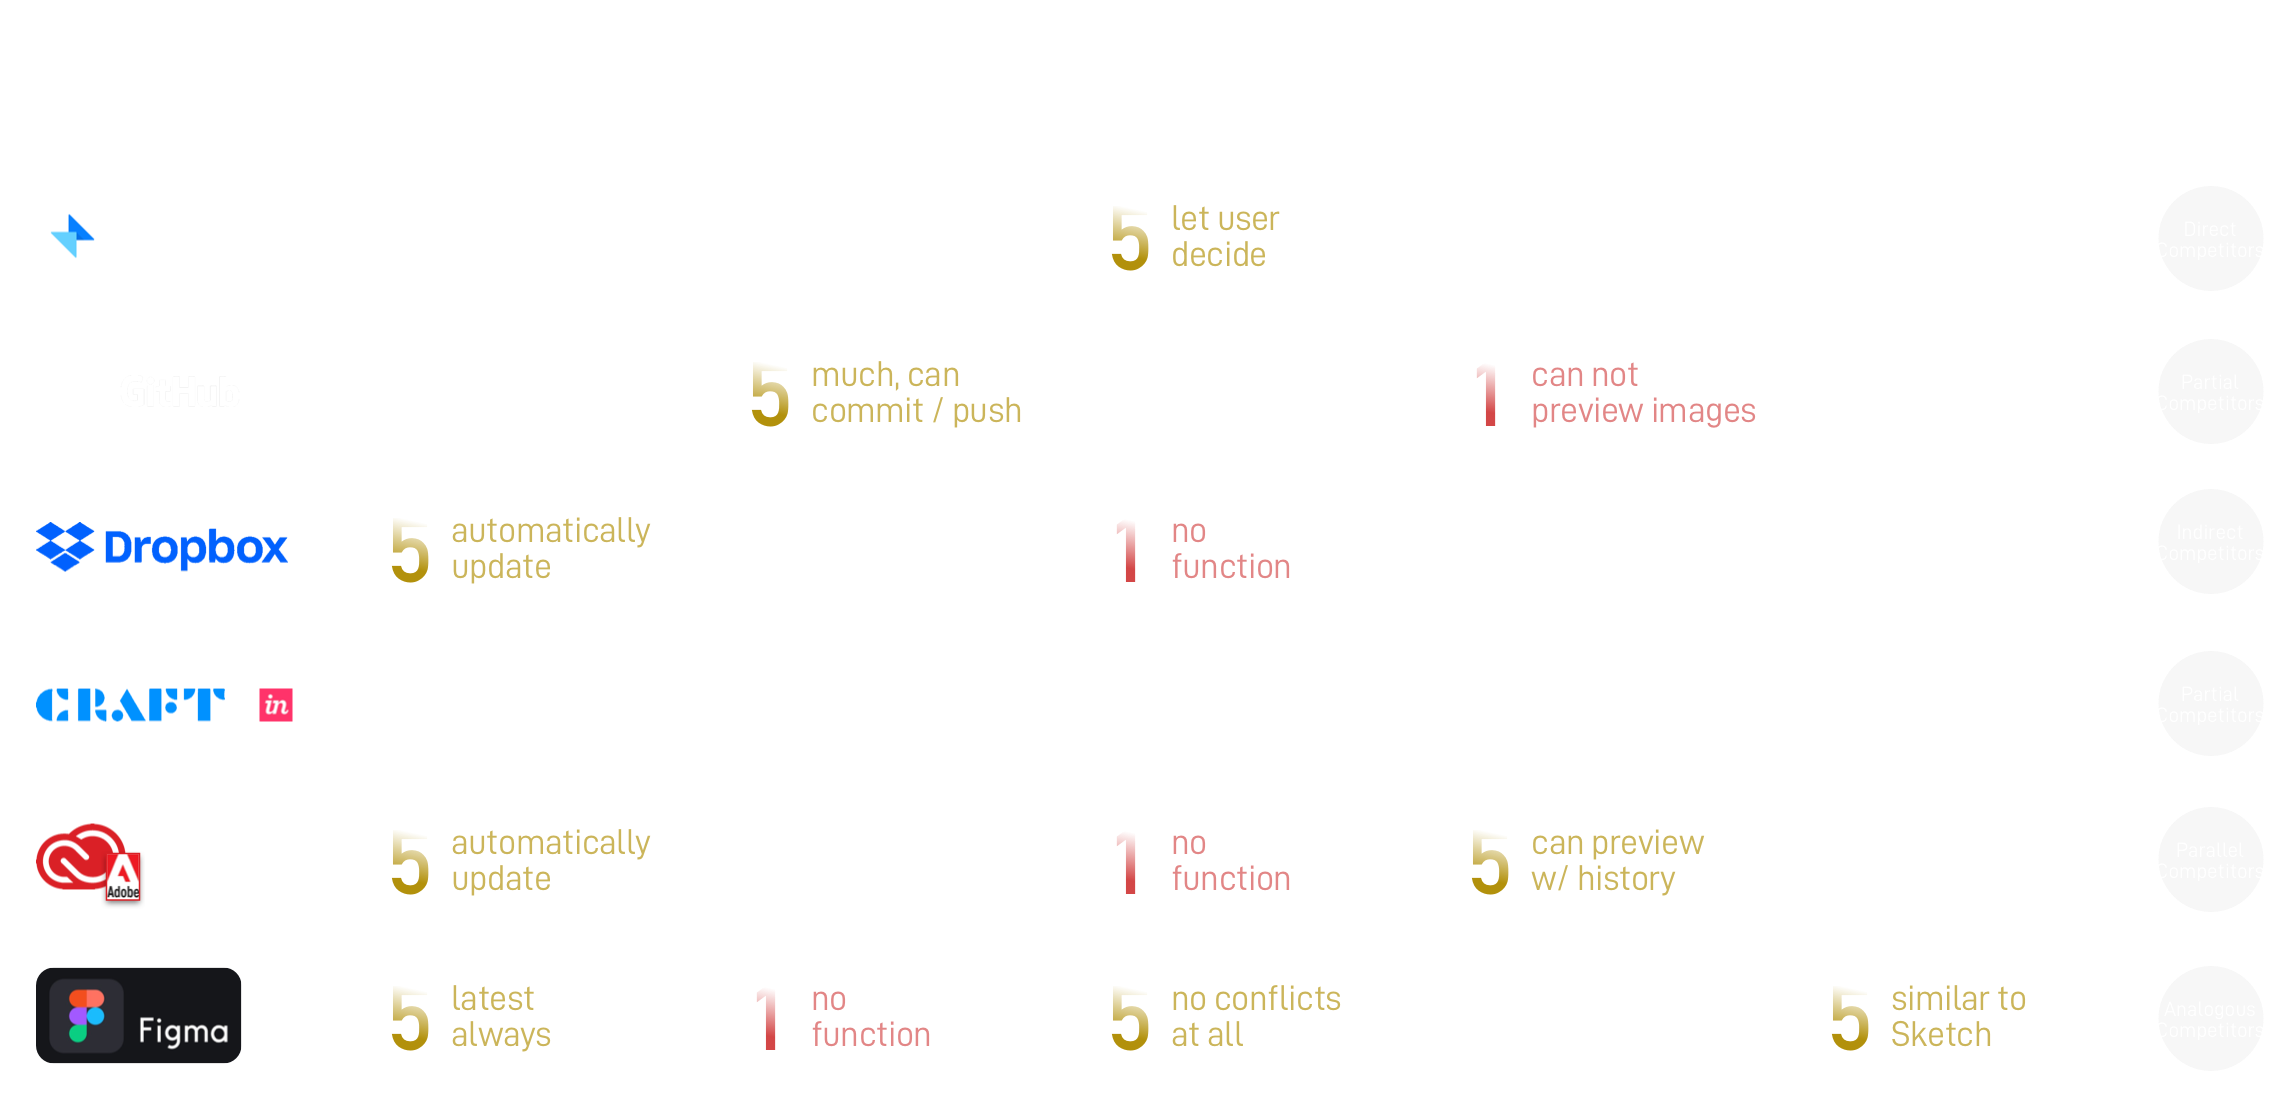 5 let user
decide
Direct
Competitors
GitHub
5 much, can
commit / push
1 can not
preview images
Partial
Competitors
Dropbox
5 automatically
update
1 no
function
Indirect
Competitors
CRAFT in
Partial
Competitors
Adobe
5 automatically
update
1 no
function
5 can preview
w/ history
Parallel
Competitors
Figma
5 latest
always
1 no
function
5 no conflicts
at all
5 similar to
Sketch
Analogous
Competitors